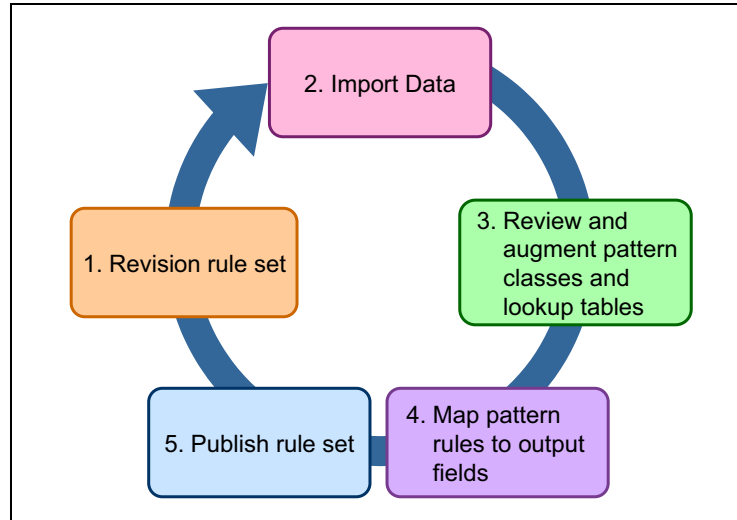 2. Import Data
3. Review and
augment pattern
classes and
lookup tables
1. Revision rule set
4. Map pattern
rules to output
fields
5. Publish rule set